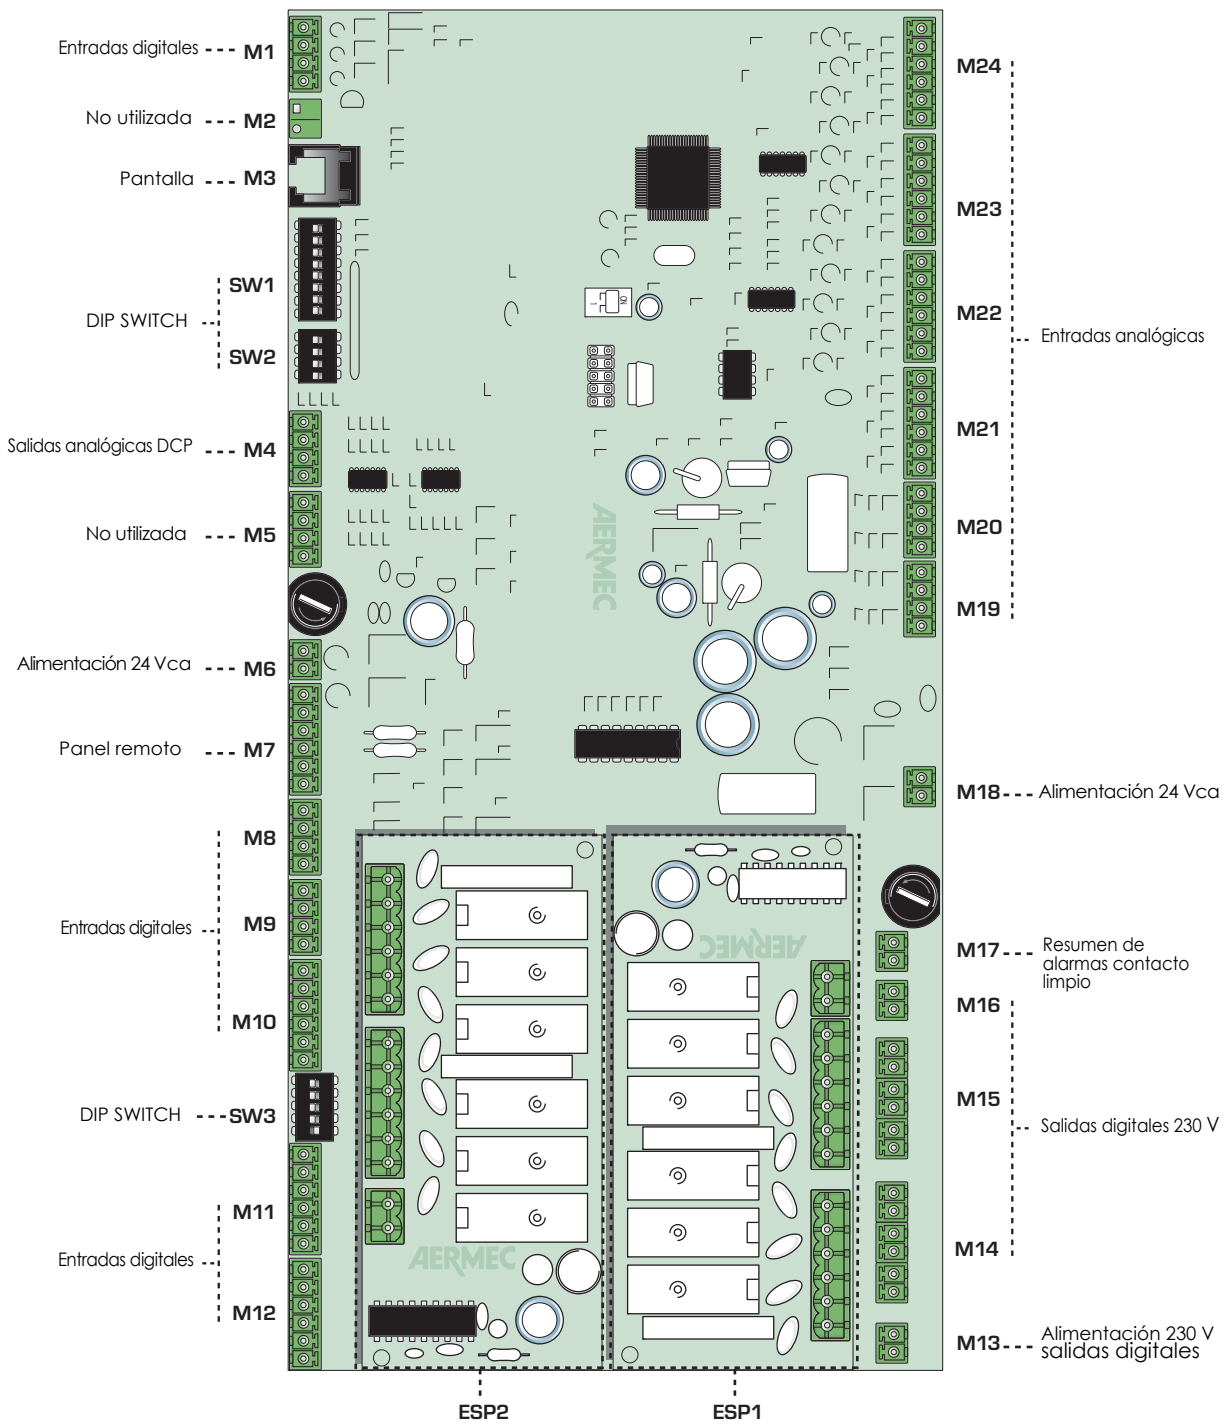 Entradas digitales M1
No utilizada M2
Pantalla M3
SW1
DIP SWITCH
SW2
Salidas analógicas DCP M4
No utilizada M5
Alimentación 24 Vca M6
Panel remoto M7
M8
Entradas digitales M9
M10
DIP SWITCH SW3
M11
Entradas digitales
M12
ON
1
AERMEC
AERMEC
AERMEC
M24
M23
M22
Entradas analógicas
M21
M20
M19
M18 Alimentación 24 Vca
M17 Resumen de
alarmas contacto
limpio
M16
M15
Salidas digitales 230 V
M14
M13 Alimentación 230 V
salidas digitales
ESP2
ESP1